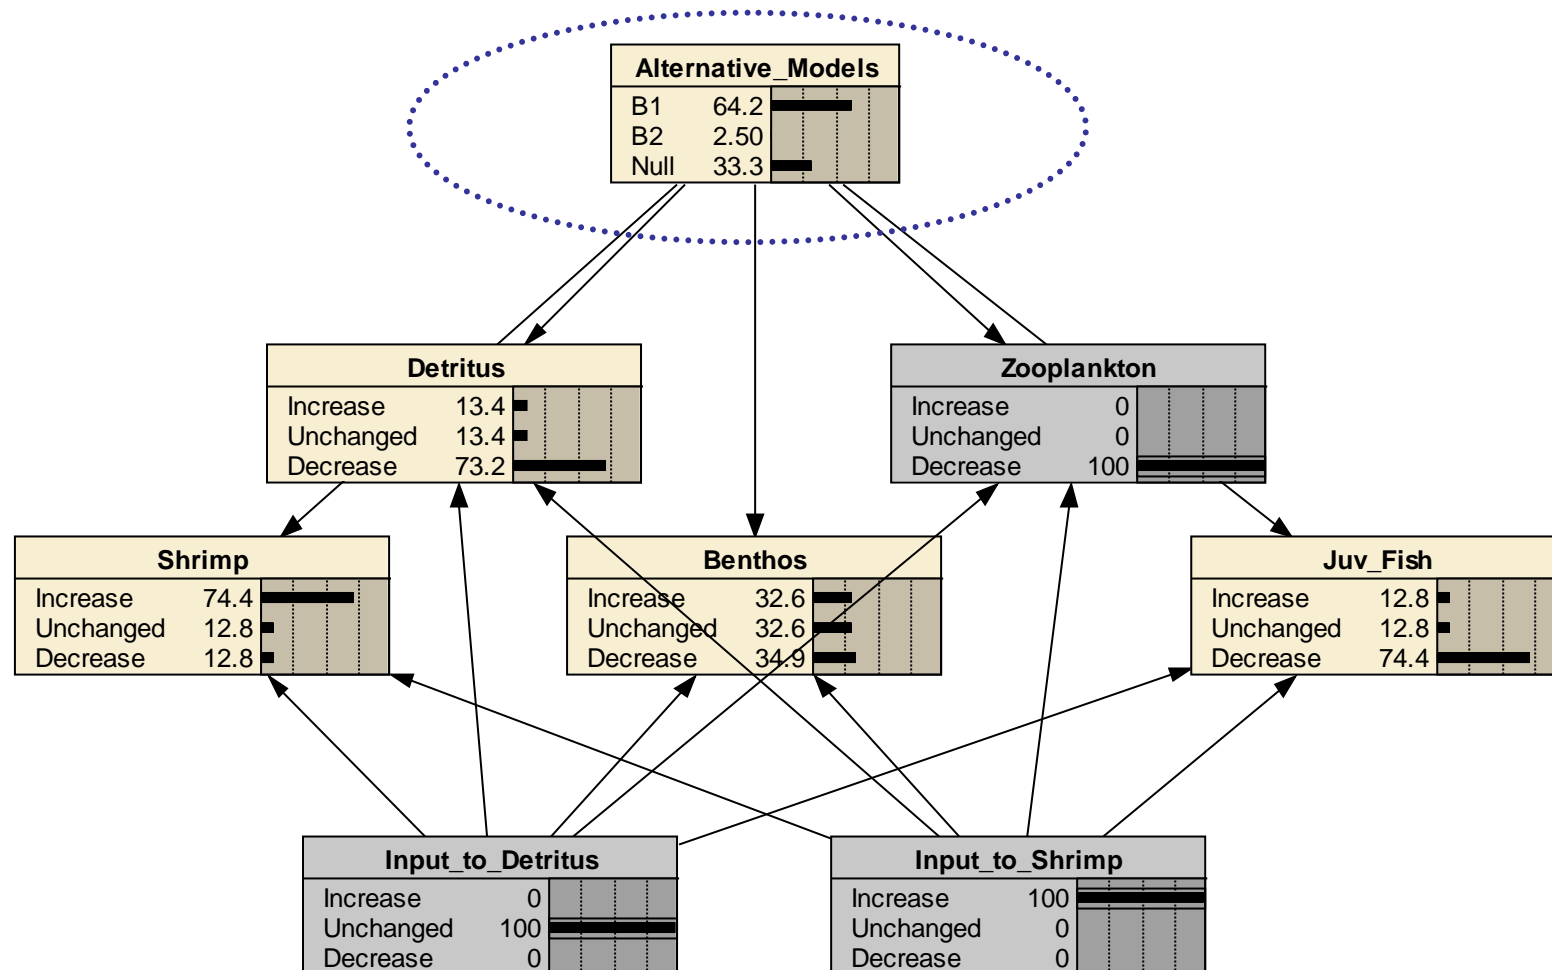 Alternative_Models
B1 64.2
B2 2.50
Null 33.3
Detritus
Increase 13.4
Unchanged 13.4
Decrease 73.2
Zooplankton
Increase 0
Unchanged 0
Decrease 100
Shrimp
Increase 74.4
Unchanged 12.8
Decrease 12.8
Benthos
Increase 32.6
Unchanged 32.6
Decrease 34.9
Juv_Fish
Increase 12.8
Unchanged 12.8
Decrease 74.4
Input_to_Detritus
Increase 0
Unchanged 100
Decrease 0
Input_to_Shrimp
Increase 100
Unchanged 0
Decrease 0